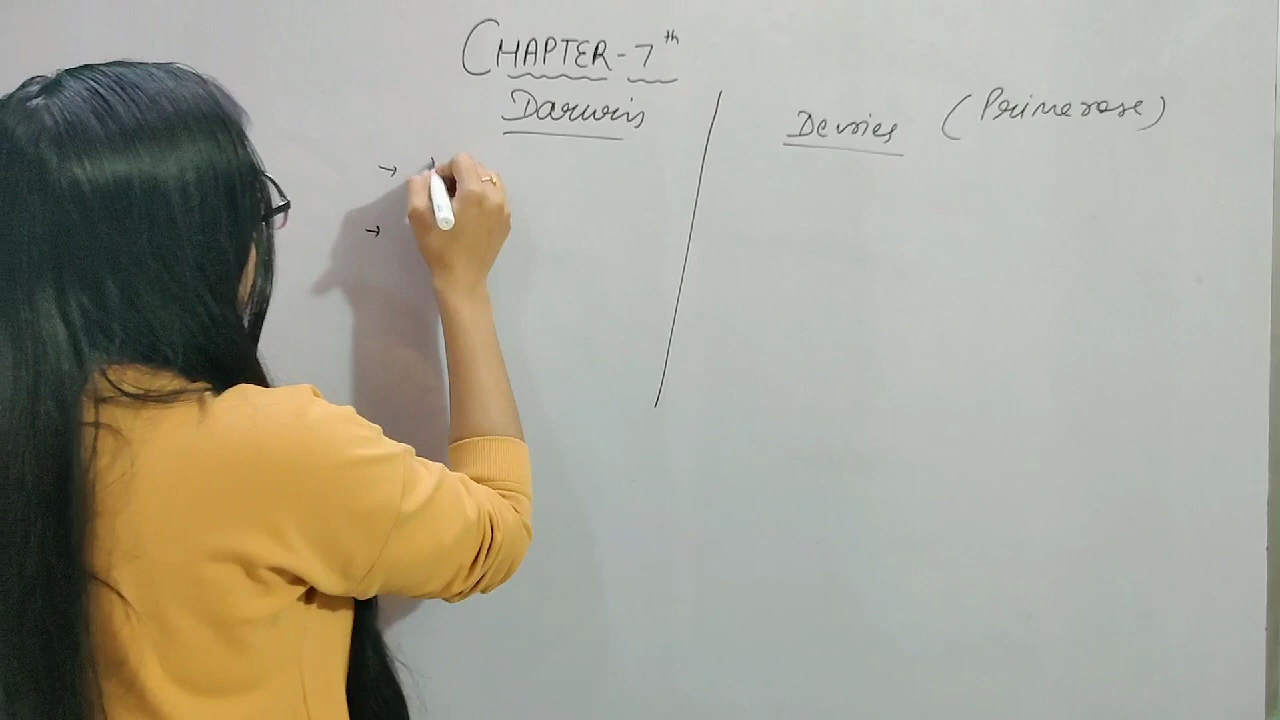 CHAPTER-7th
Darwin
Devries (Primerose)
→
→